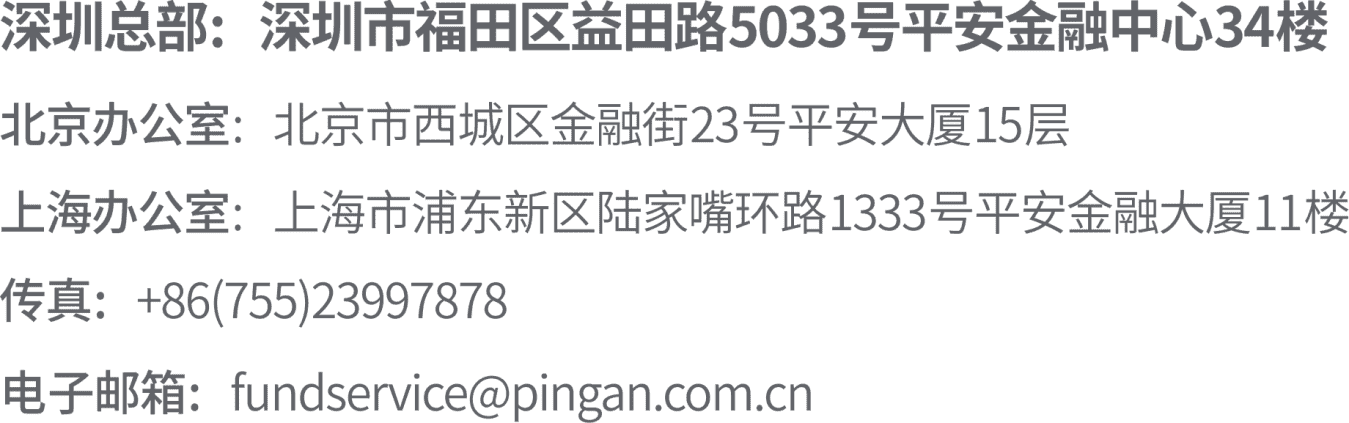 深圳总部：深圳市福田区益田路5033号平安金融中心34楼
北京办公室：北京市西城区金融街23号平安大厦15层
上海办公室：上海市浦东新区陆家嘴环路1333号平安金融大厦11楼
传真：+86(755)23997878
电子邮箱：fundservice@pingan.com.cn